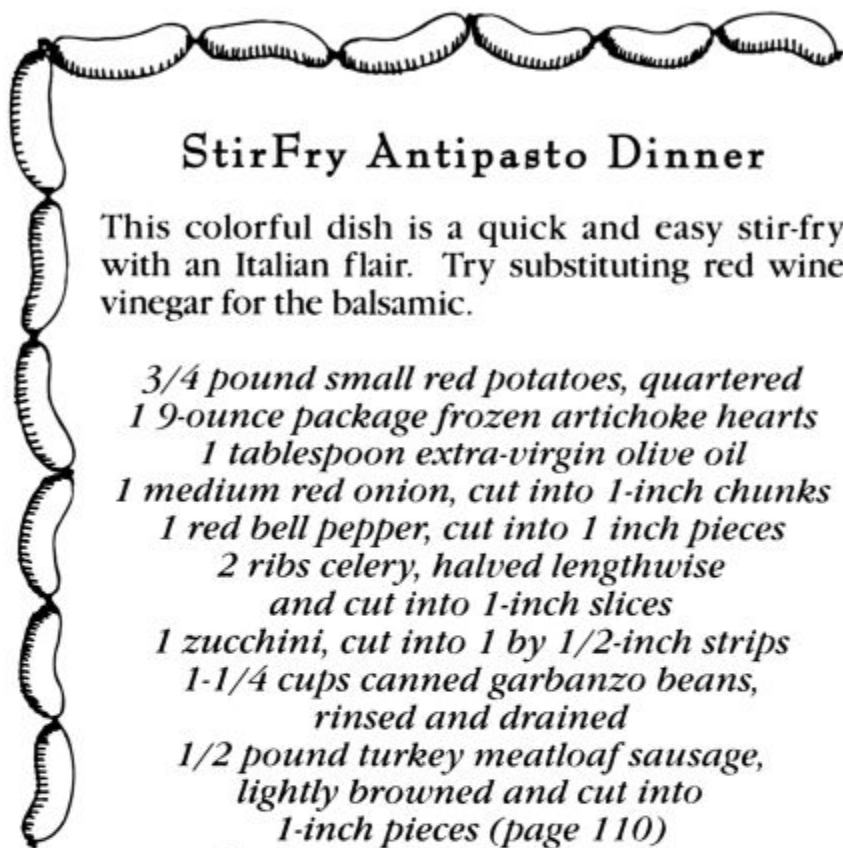 StirFry Antipasto Dinner
This colorful dish is a quick and easy stir-fry
with an Italian flair. Try substituting red wine
vinegar for the balsamic.
3/4 pound small red potatoes, quartered
1 9-ounce package frozen artichoke hearts
1 tablespoon extra-virgin olive oil
1 medium red onion, cut into 1-inch chunks
1 red bell pepper, cut into 1 inch pieces
2 ribs celery, halved lengthwise
and cut into 1-inch slices
1 zucchini, cut into 1 by 1/2-inch strips
1-1/4 cups canned garbanzo beans,
rinsed and drained
1/2 pound turkey meatloaf sausage,
lightly browned and cut into
1-inch pieces (page 110)